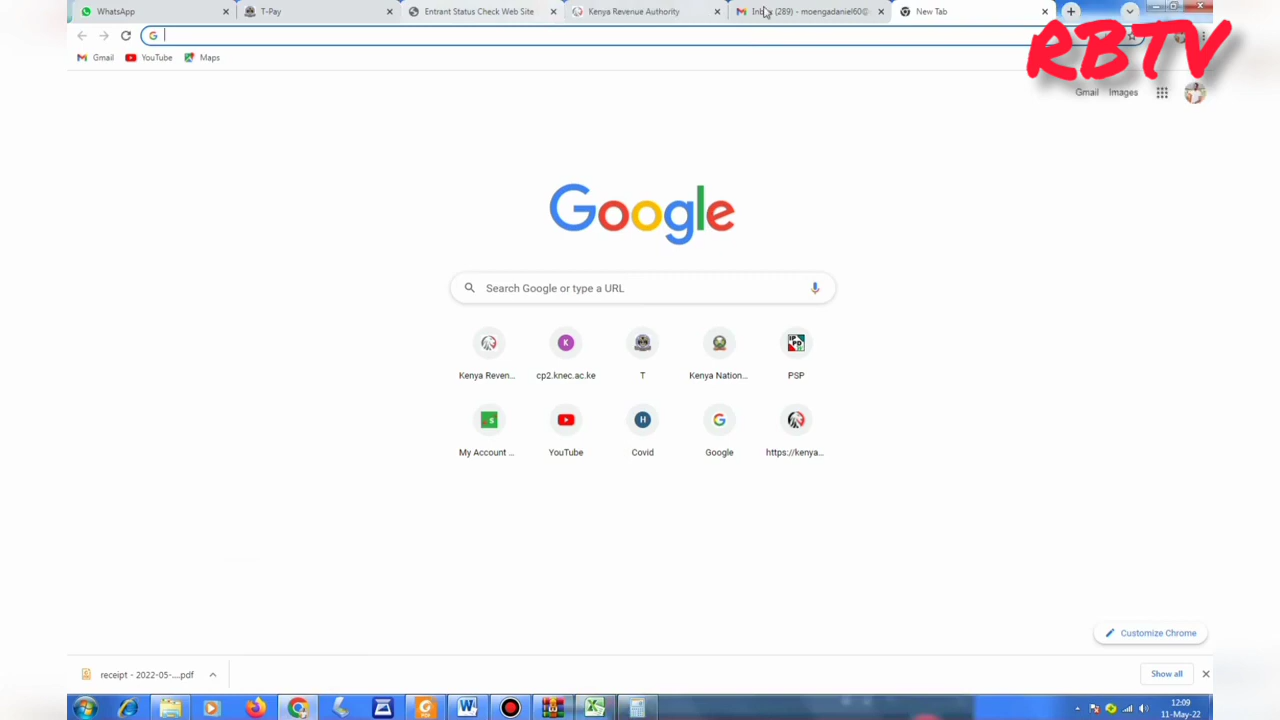 WhatsApp
T-Pay
Entrant Status Check Web Site
Kenya Revenue Authority
(289) - moengadaniel60@
New Tab
Gmail
YouTube
Maps
RBTV
Gmail
Images
Google
Search Google or type a URL
Kenya Reven...
cp2.knec.ac.ke
T
Kenya Nation...
PSP
My Account ...
YouTube
Covid
Google
https://kenya...
Customize Chrome
receipt - 2022-05-....pdf
Show all
12:09
11-May-22